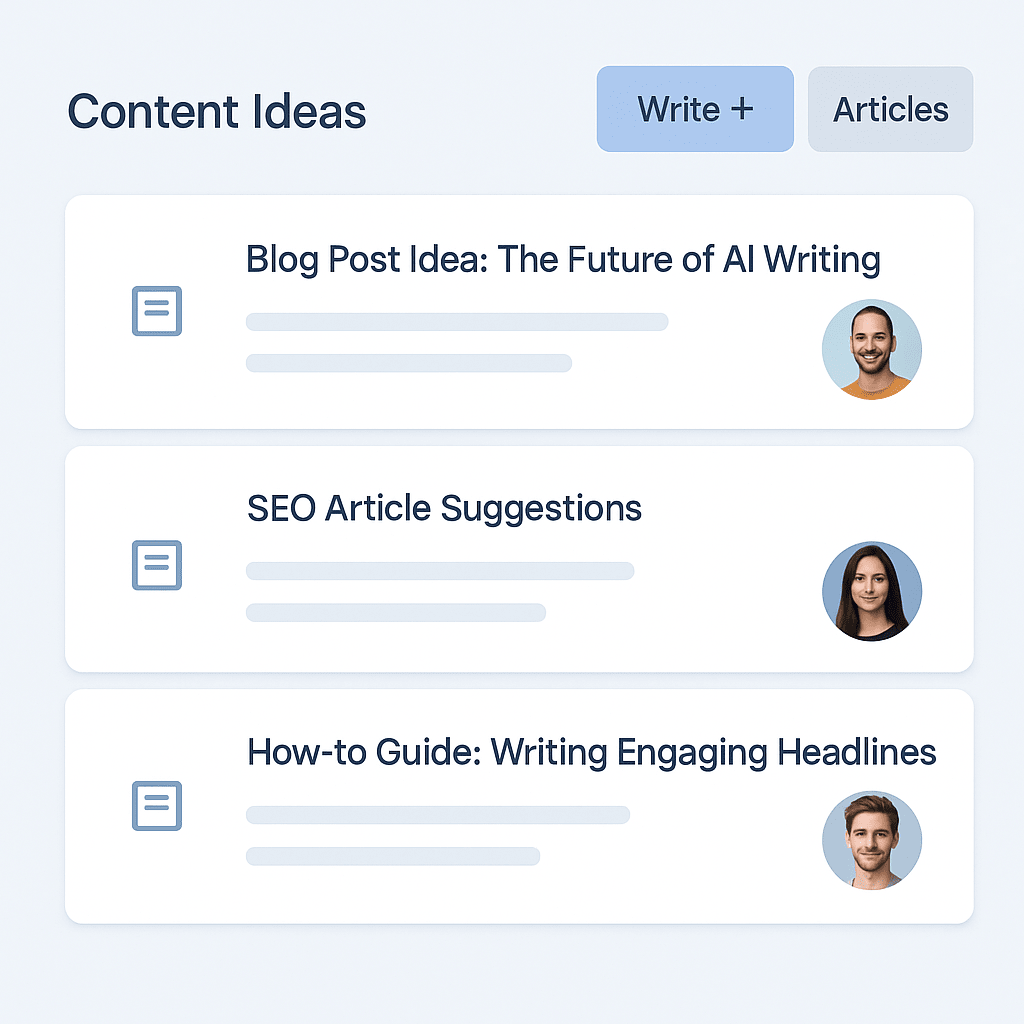 Content Ideas
Write +
Articles
Blog Post Idea: The Future of AI Writing
SEO Article Suggestions
How-to Guide: Writing Engaging Headlines